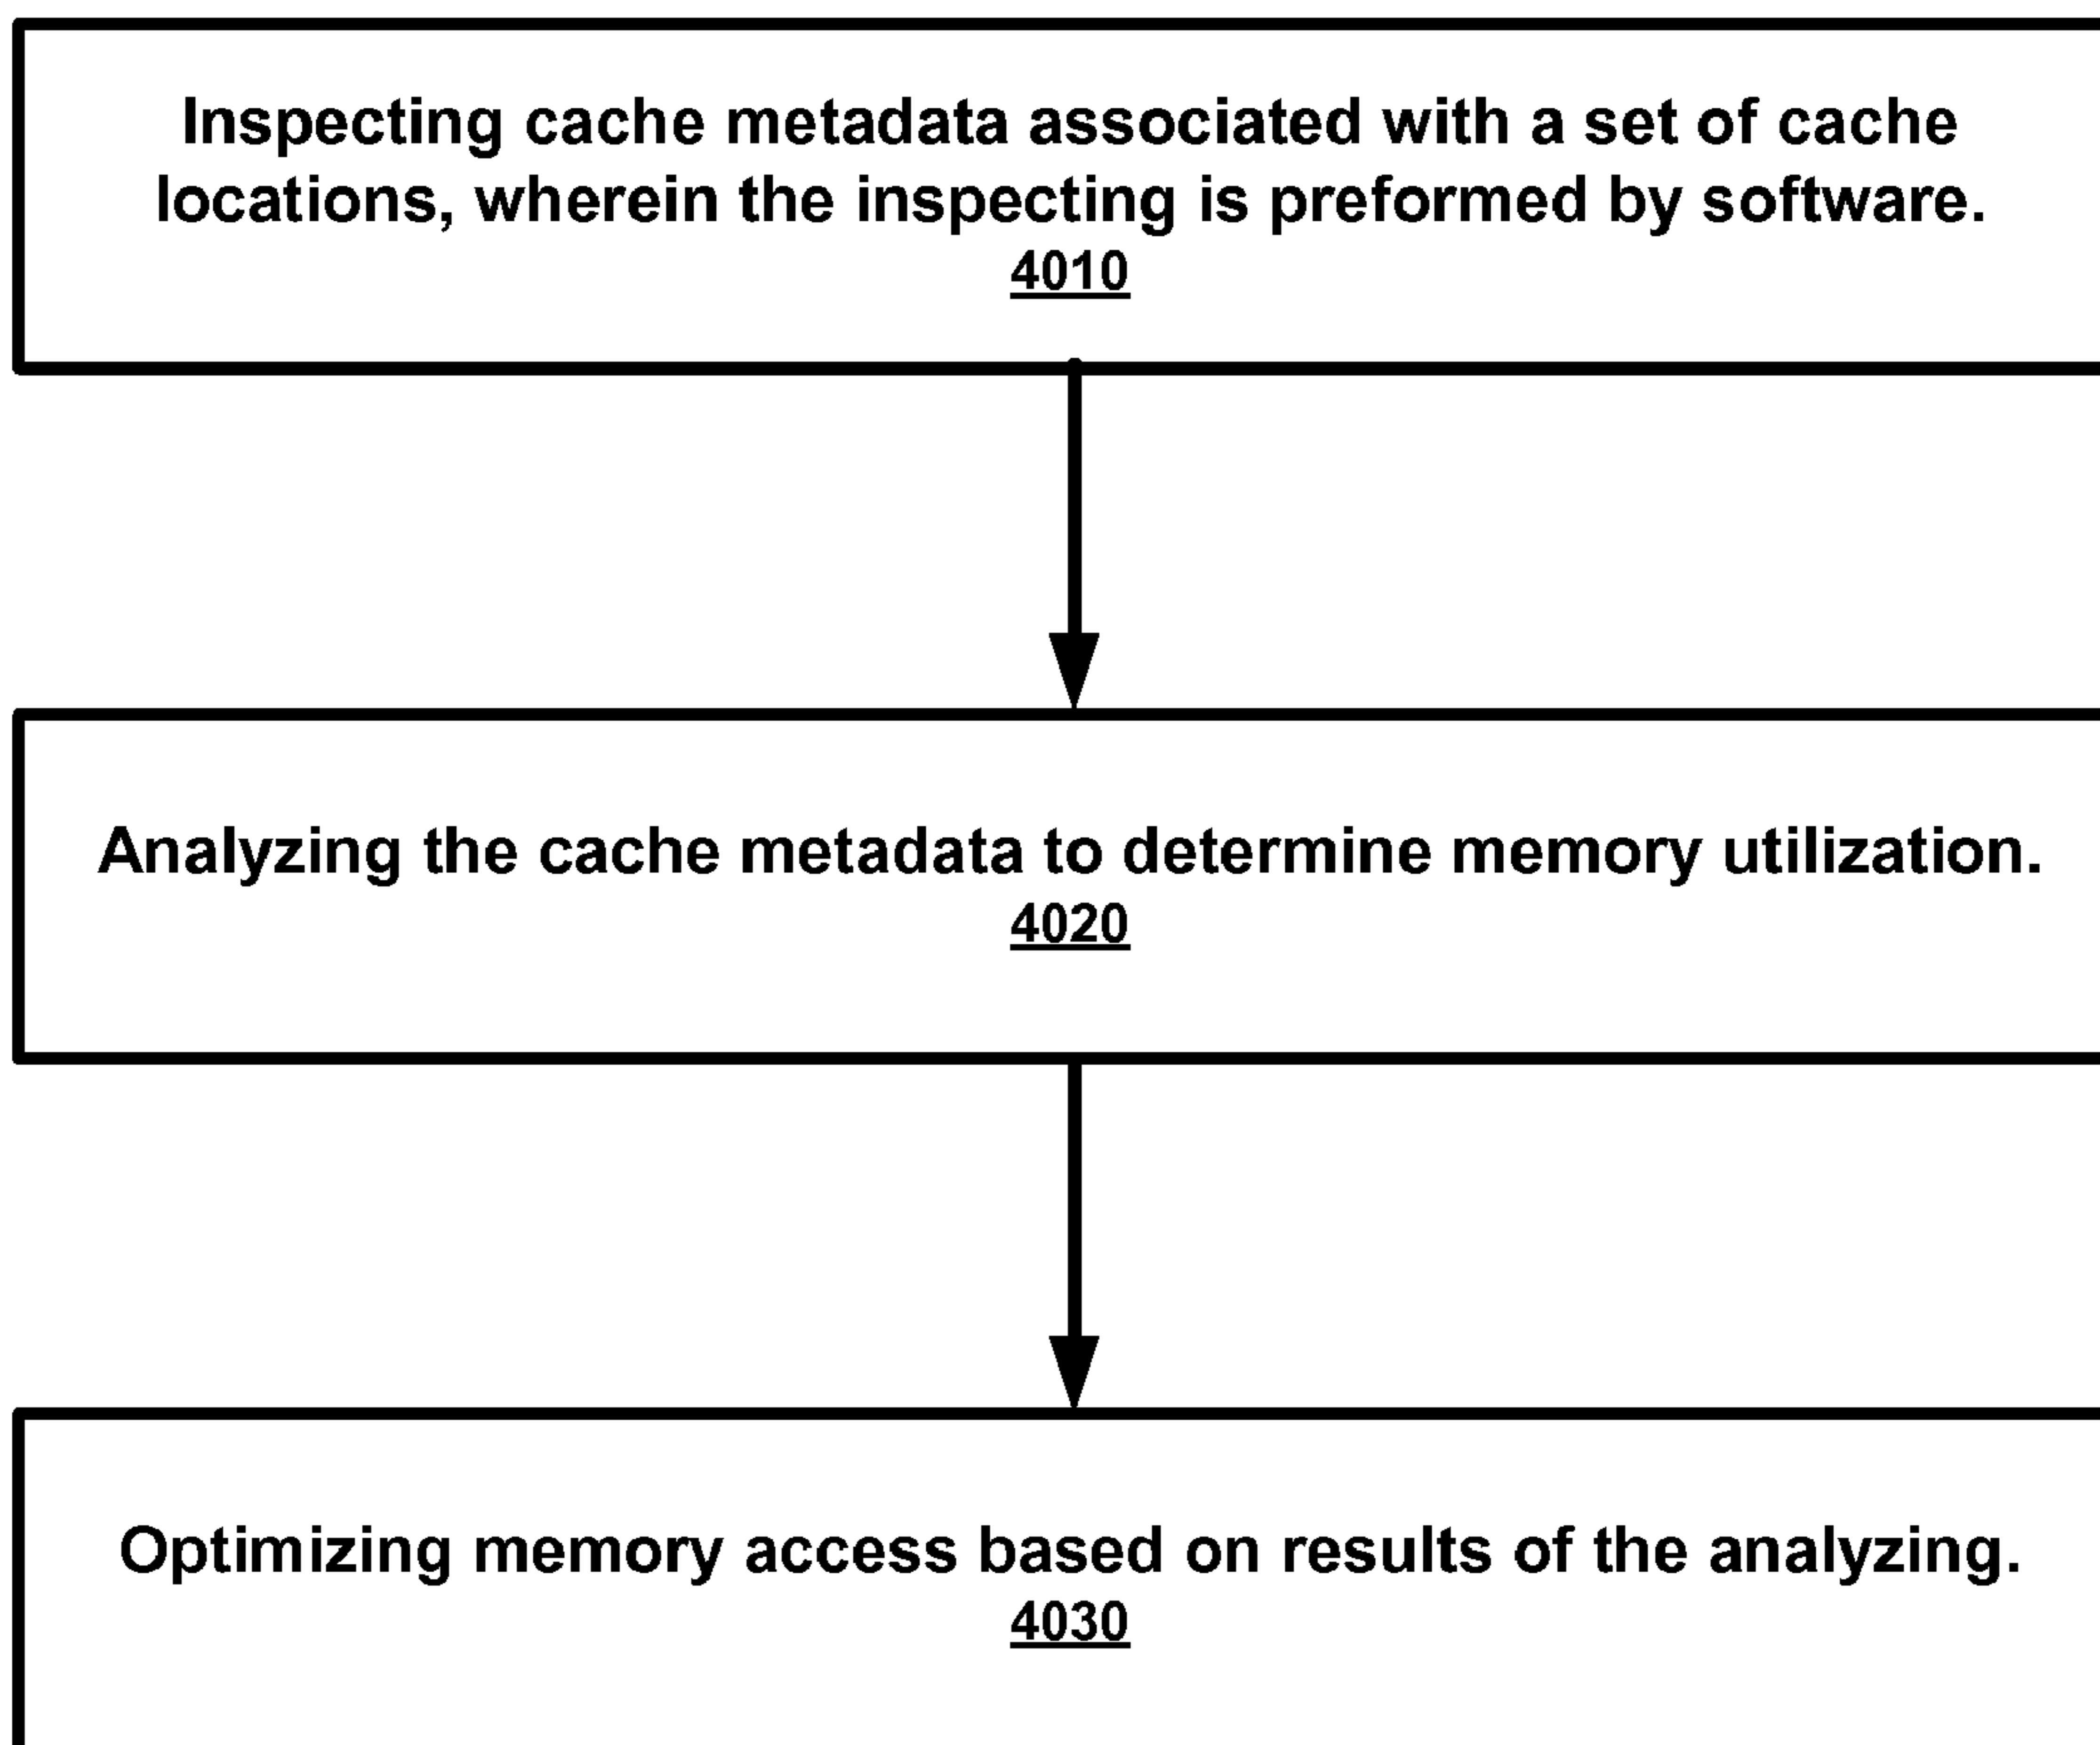 Inspecting cache metadata associated with a set of cache
locations, wherein the inspecting is preformed by software.
4010
Analyzing the cache metadata to determine memory utilization.
4020
Optimizing memory access based on results of the analyzing.
4030